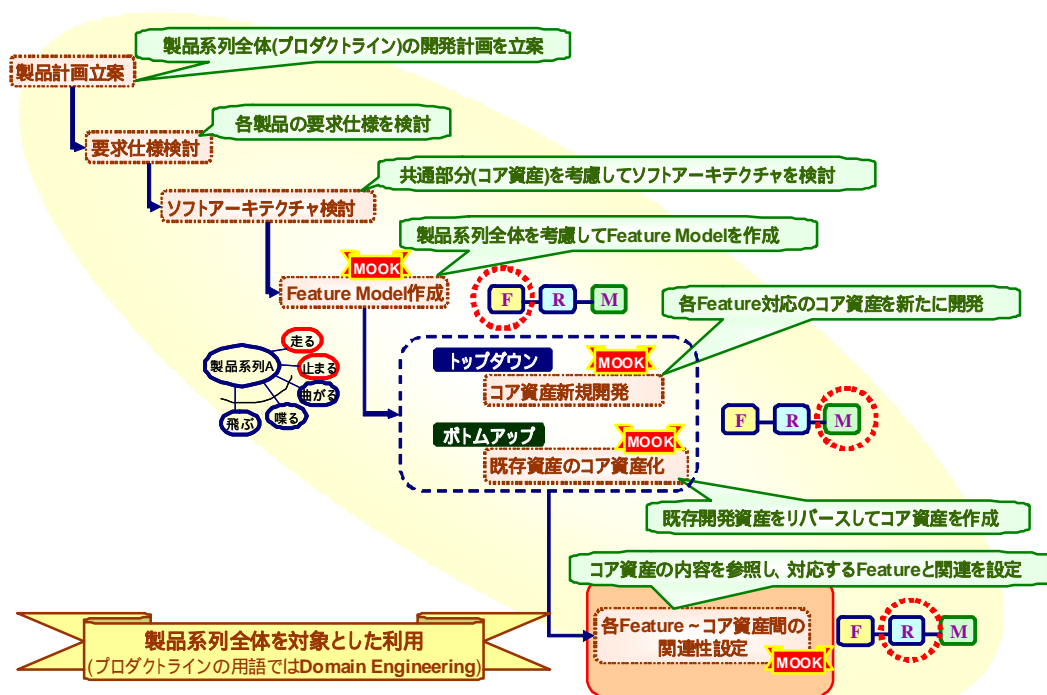 製品系列全体(プロダクトライン)の開発計画を立案
製品計画立案
各製品の要求仕様を検討
要求仕様検討
共通部分(コア資産)を考慮してソフトアーキテクチャを検討
ソフトアーキテクチャ検討
製品系列全体を考慮してFeature Modelを作成
MOOK
Feature Model作成
F R M
各Feature対応のコア資産を新たに開発
製品系列A
走る
止まる
曲がる
喋る
飛ぶ
トップダウン
MOOK
コア資産新規開発
ボトムアップ
MOOK
既存資産のコア資産化
F R M
既存開発資産をリバースしてコア資産を作成
コア資産の内容を参照し、対応するFeatureと関連を設定
各Feature～コア資産間の
関連性設定
MOOK
F R M
製品系列全体を対象とした利用
(プロダクトラインの用語ではDomain Engineering)